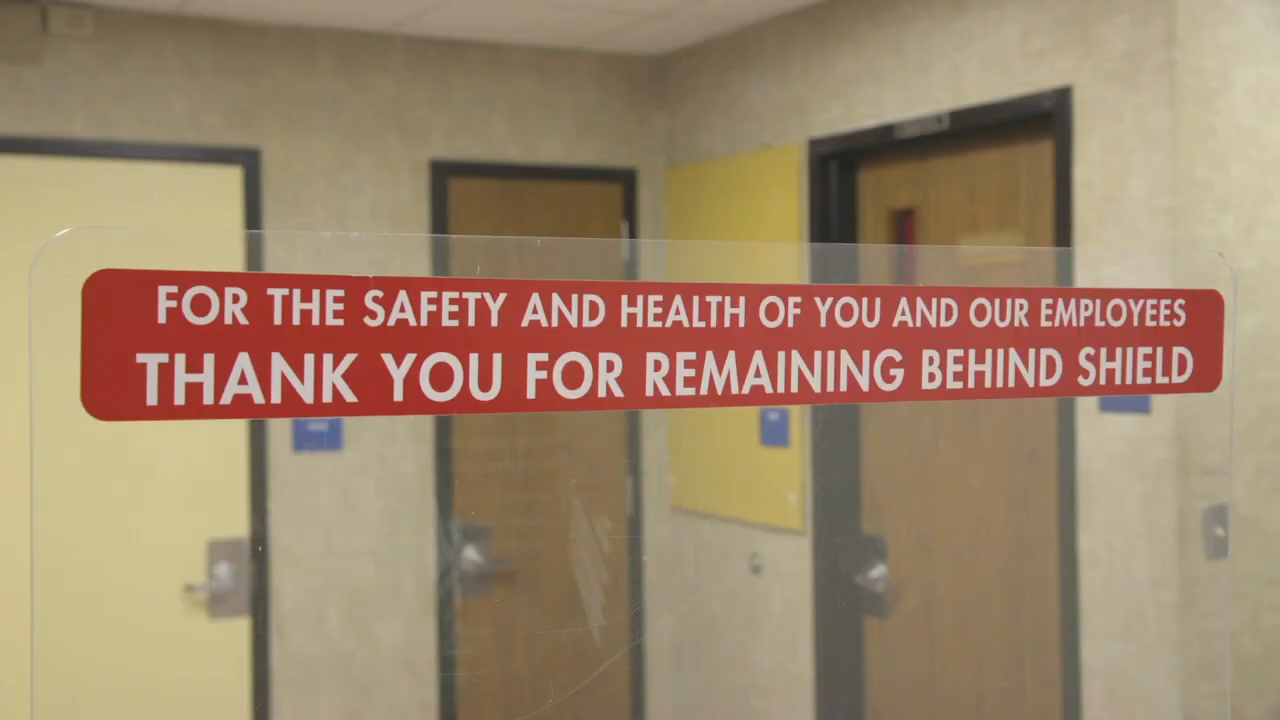 FOR THE SAFETY AND HEALTH OF YOU AND OUR EMPLOYEES
THANK YOU FOR REMAINING BEHIND SHIELD